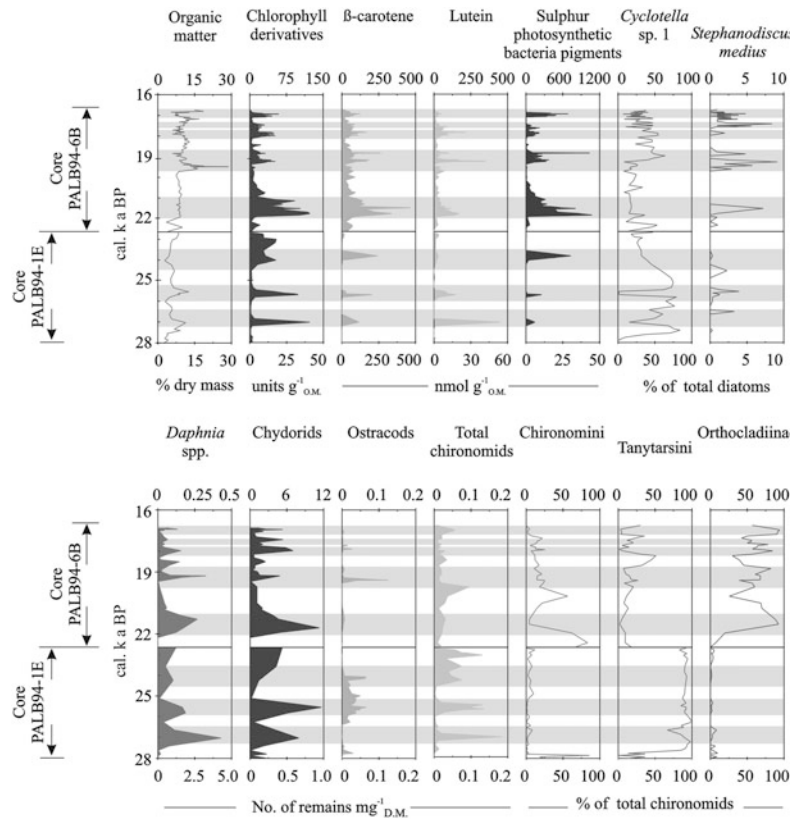 Organic matter
Chlorophyll derivatives
ß-carotene
Lutein
Sulphur photosynthetic bacteria pigments
Cyclotella sp. 1
Stephanodiscus medius
0 15 30 0 75 150 0 250 500 0 250 500 0 600 1200 0 50 100 0 5 10
16
19
22
25
28
cal. k a BP
Core PALB94-6B
Core PALB94-1E
0 15 30 0 50 100 0 250 500 0 30 60 0 25 50 0 50 100 0 5 10
% dry mass
units g-1 O.M.
nmol g-1 O.M.
% of total diatoms
Daphnia spp.
Chydorids
Ostracods
Total chironomids
Chironomini
Tanytarsini
Orthocladiinae
0 0.25 0.5 0 6 12 0 0.1 0.2 0 0.1 0.2 0 50 100 0 50 100 0 50 100
16
19
22
25
28
cal. k a BP
Core PALB94-6B
Core PALB94-1E
0 2.5 5.0 0 0.5 1.0 0 0.1 0.2 0 0.1 0.2 0 50 100 0 50 100 0 50 100
No. of remains mg-1 D.M.
% of total chironomids